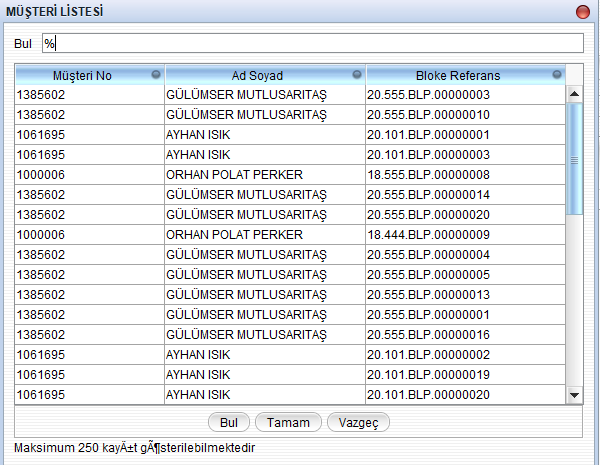 MÜŞTERİ LİSTESİ
Bul %
Müşteri No Ad Soyad Bloke Referans
1385602 GÜLÜMSER MUTLUSARITAŞ 20.555.BLP.00000003
1385602 GÜLÜMSER MUTLUSARITAŞ 20.555.BLP.00000010
1061695 AYHAN ISIK 20.101.BLP.00000001
1061695 AYHAN ISIK 20.101.BLP.00000003
1000006 ORHAN POLAT PERKER 18.555.BLP.00000008
1385602 GÜLÜMSER MUTLUSARITAŞ 20.555.BLP.00000014
1385602 GÜLÜMSER MUTLUSARITAŞ 20.555.BLP.00000020
1000006 ORHAN POLAT PERKER 18.444.BLP.00000009
1385602 GÜLÜMSER MUTLUSARITAŞ 20.555.BLP.00000004
1385602 GÜLÜMSER MUTLUSARITAŞ 20.555.BLP.00000005
1385602 GÜLÜMSER MUTLUSARITAŞ 20.555.BLP.00000013
1385602 GÜLÜMSER MUTLUSARITAŞ 20.555.BLP.00000001
1385602 GÜLÜMSER MUTLUSARITAŞ 20.555.BLP.00000016
1061695 AYHAN ISIK 20.101.BLP.00000002
1061695 AYHAN ISIK 20.101.BLP.00000019
1061695 AYHAN ISIK 20.101.BLP.00000020
Bul Tamam Vazgeç
Maksimum 250 kayÄ±t gÃ¶sterilebilmektedir